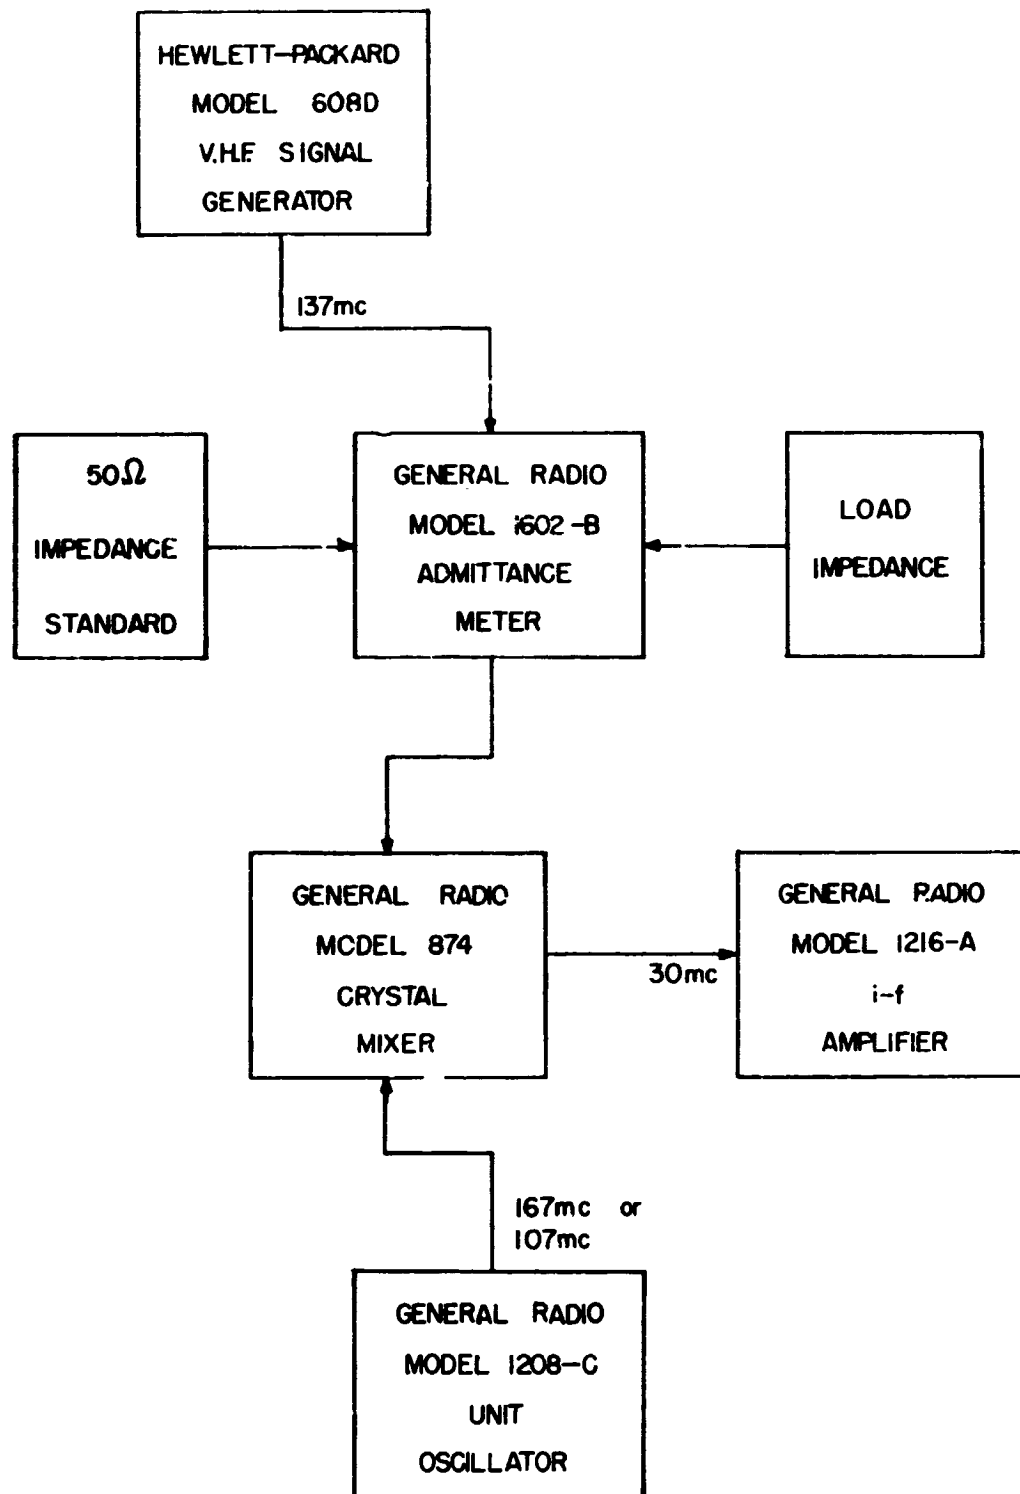 HEWLETT-PACKARD
MODEL 608D
V.H.F. SIGNAL
GENERATOR
137mc
50Ω
IMPEDANCE
STANDARD
GENERAL RADIO
MODEL 1602-B
ADMITTANCE
METER
LOAD
IMPEDANCE
GENERAL RADIO
MODEL 874
CRYSTAL
MIXER
30mc
GENERAL RADIO
MODEL 1216-A
i-f
AMPLIFIER
167mc or
107mc
GENERAL RADIO
MODEL 1208-C
UNIT
OSCILLATOR